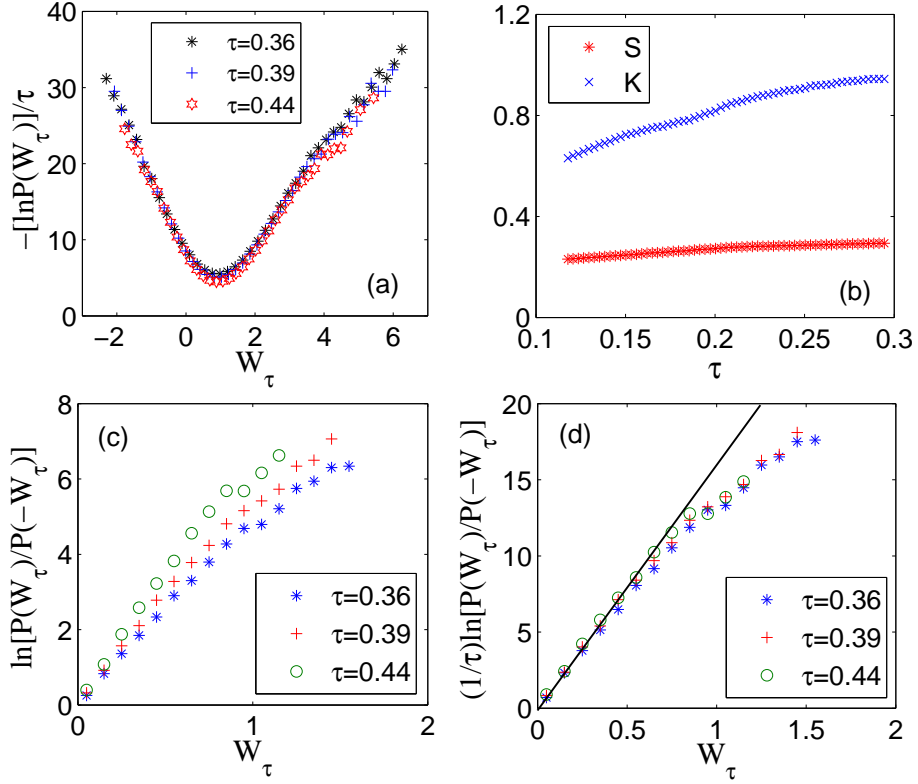 −[lnP(W_τ)]/τ
40
30
20
10
0
−2 0 2 4 6
W_τ
τ=0.36
τ=0.39
τ=0.44
(a)
1.2
0.8
0.4
0
0.1 0.15 0.2 0.25 0.3
τ
S
K
(b)
ln[P(W_τ)/P(−W_τ)]
8
6
4
2
0
0 1 2
W_τ
(c)
τ=0.36
τ=0.39
τ=0.44
(1/τ)ln[P(W_τ)/P(−W_τ)]
20
15
10
5
0
0 0.5 1 1.5 2
W_τ
(d)
τ=0.36
τ=0.39
τ=0.44